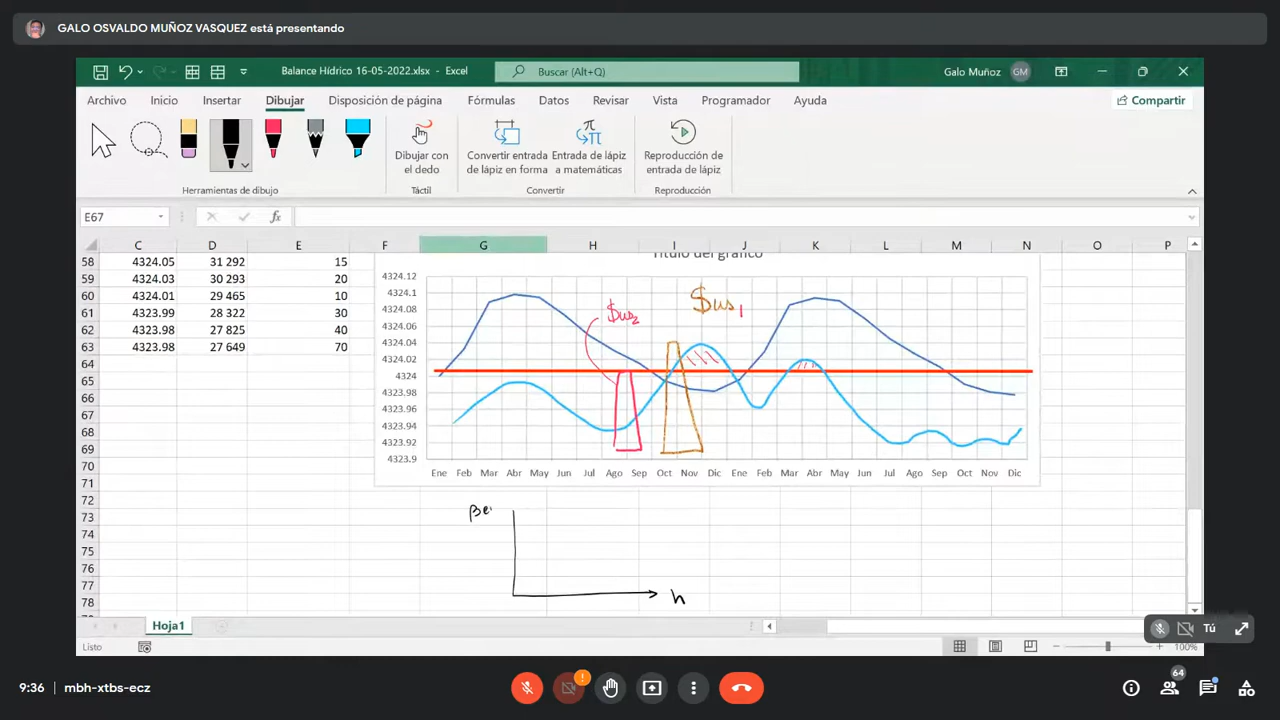 GALO OSVALDO MUÑOZ VASQUEZ está presentando
Balance Hídrico 16-05-2022.xlsx - Excel
Buscar (Alt+Q)
Galo Muñoz GM
Archivo Inicio Insertar Dibujar Disposición de página Fórmulas Datos Revisar Vista Programador Ayuda
Compartir
Dibujar con el dedo
Convertir entrada de lápiz en forma
Entrada de lápiz a matemáticas
Reproducción de entrada de lápiz
Herramientas de dibujo Táctil Convertir Reproducción
E67 fx
C D E F G H I J K L M N O P
58 4324.05 31 292 15
59 4324.03 30 293 20
60 4324.01 29 465 10
61 4323.99 28 322 30
62 4323.98 27 825 40
63 4323.98 27 649 70
64
65
66
67
68
69
70
71
72
73
74
75
76
77
78
Título del gráfico
4324.12
4324.1
4324.08
4324.06
4324.04
4324.02
4324
4323.98
4323.96
4323.94
4323.92
4323.9
$us2
$us1
Ene Feb Mar Abr May Jun Jul Ago Sep Oct Nov Dic Ene Feb Mar Abr May Jun Jul Ago Sep Oct Nov Dic
Be
h
Hoja1
Tú
Listo
100%
9:36 mbh-xtbs-ecz
64